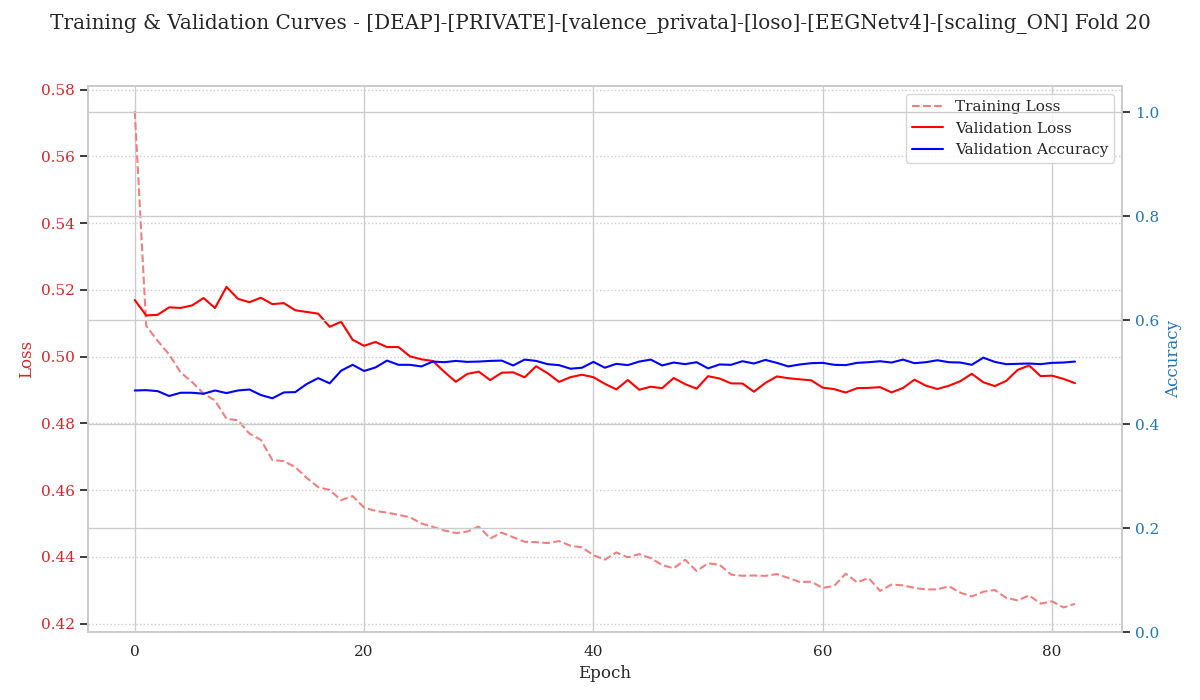 Training & Validation Curves - [DEAP]-[PRIVATE]-[valence_privata]-[loso]-[EEGNetv4]-[scaling_ON] Fold 20
Training Loss
Validation Loss
Validation Accuracy
Loss
0.58
0.56
0.54
0.52
0.50
0.48
0.46
0.44
0.42
Accuracy
1.0
0.8
0.6
0.4
0.2
0.0
0 20 40 60 80
Epoch